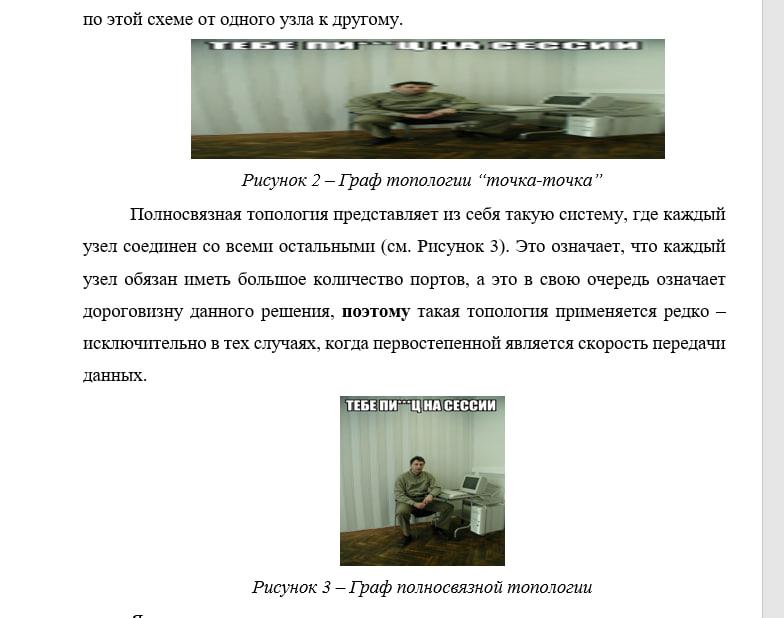 по этой схеме от одного узла к другому.
ТЕБЕ ПИ***Ц НА СЕССИИ
Рисунок 2 – Граф топологии “точка-точка”
Полносвязная топология представляет из себя такую систему, где каждый
узел соединен со всеми остальными (см. Рисунок 3). Это означает, что каждый
узел обязан иметь большое количество портов, а это в свою очередь означает
дороговизну данного решения, поэтому такая топология применяется редко –
исключительно в тех случаях, когда первостепенной является скорость передачи
данных.
ТЕБЕ ПИ***Ц НА СЕССИИ
Рисунок 3 – Граф полносвязной топологии